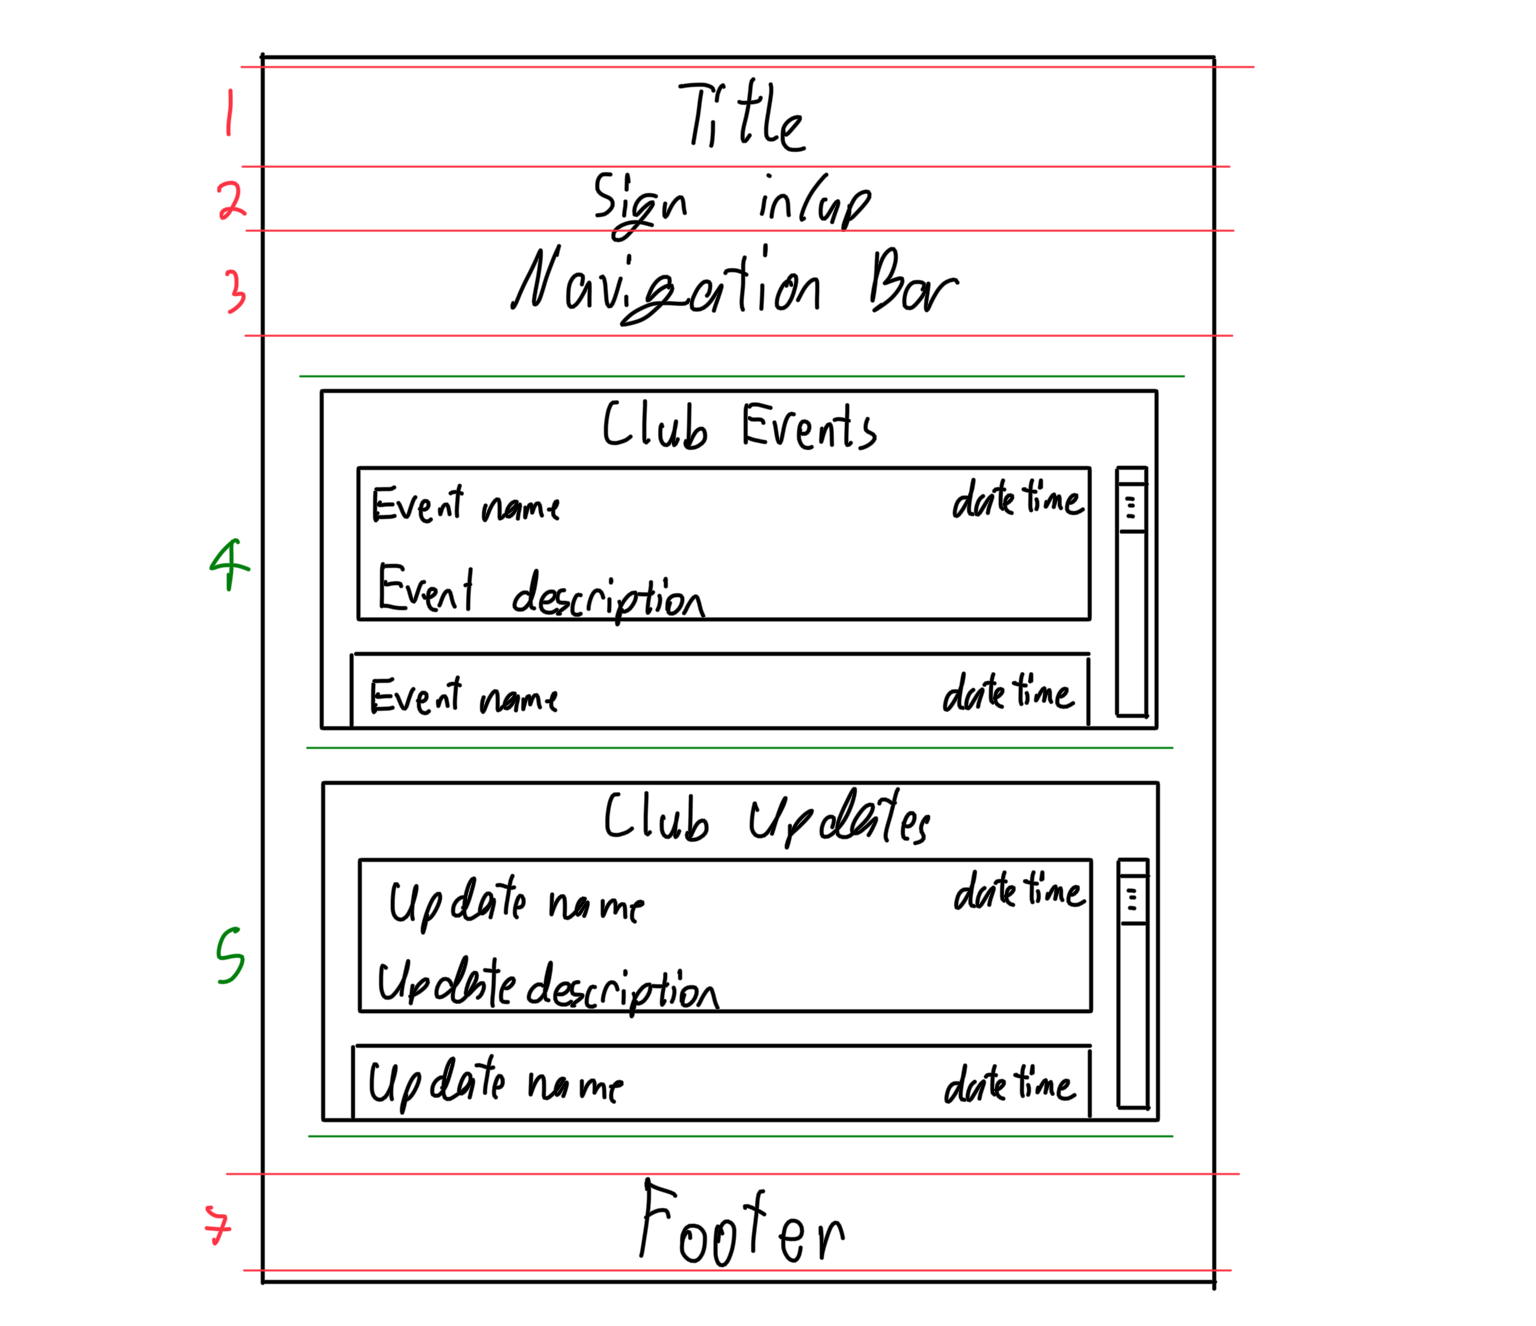 1 Title
2 Sign in/up
3 Navigation Bar
4
Club Events
Event name date time
Event description
Event name date time
5
Club Updates
Update name date time
Update description
Update name date time
7 Footer